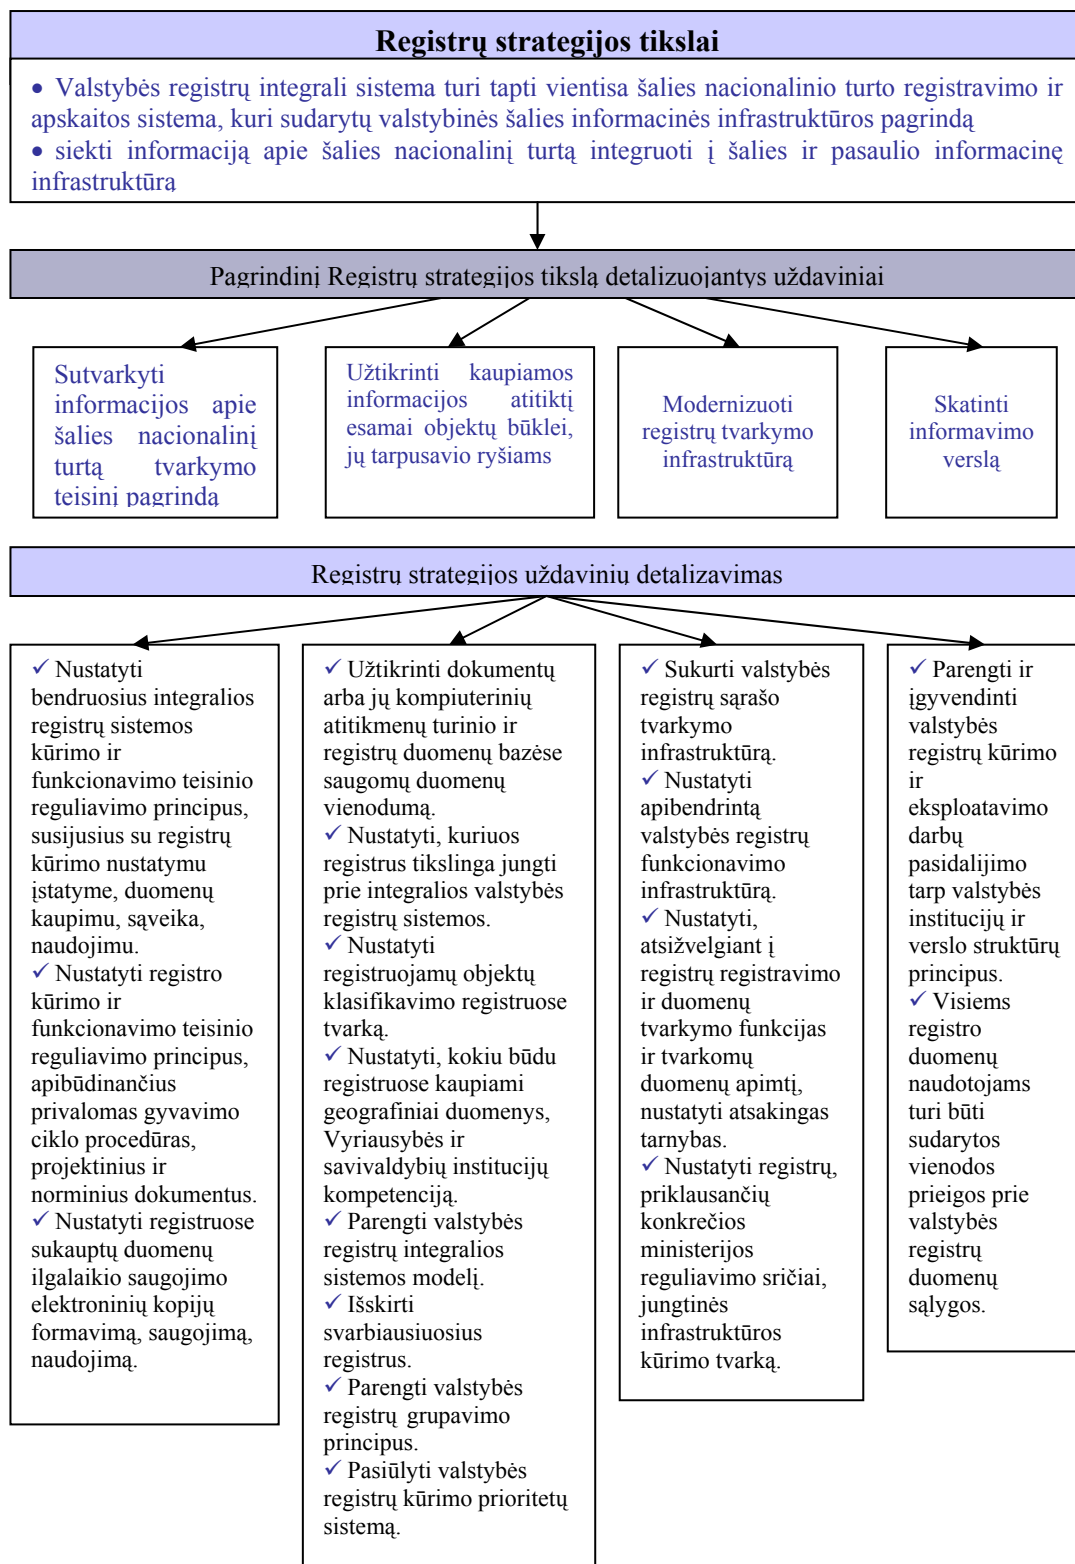 Registrų strategijos tikslai
• Valstybės registrų integrali sistema turi tapti vientisa šalies nacionalinio turto registravimo ir
apskaitos sistema, kuri sudarytų valstybinės šalies informacinės infrastruktūros pagrindą
• siekti informaciją apie šalies nacionalinį turtą integruoti į šalies ir pasaulio informacinę
infrastruktūrą
Pagrindinį Registrų strategijos tikslą detalizuojantys uždaviniai
Sutvarkyti
informacijos apie
šalies nacionalinį
turtą tvarkymo
teisinį pagrindą
Užtikrinti kaupiamos
informacijos atitiktį
esamai objektų būklei,
jų tarpusavio ryšiams
Modernizuoti
registrų tvarkymo
infrastruktūrą
Skatinti
informavimo
verslą
Registrų strategijos uždavinių detalizavimas
✓ Nustatyti
bendruosius integralios
registrų sistemos
kūrimo ir
funkcionavimo teisinio
reguliavimo principus,
susijusius su registrų
kūrimo nustatymu
įstatyme, duomenų
kaupimu, sąveika,
naudojimu.
✓ Nustatyti registro
kūrimo ir
funkcionavimo teisinio
reguliavimo principus,
apibūdinančius
privalomas gyvavimo
ciklo procedūras,
projektinius ir
norminius dokumentus.
✓ Nustatyti registruose
sukauptų duomenų
ilgalaikio saugojimo
elektroninių kopijų
formavimą, saugojimą,
naudojimą.
✓ Užtikrinti dokumentų
arba jų kompiuterinių
atitikmenų turinio ir
registrų duomenų bazėse
saugomų duomenų
vienodumą.
✓ Nustatyti, kuriuos
registrus tikslinga jungti
prie integralios valstybės
registrų sistemos.
✓ Nustatyti
registruojamų objektų
klasifikavimo registruose
tvarką.
✓ Nustatyti, kokiu būdu
registruose kaupiami
geografiniai duomenys,
Vyriausybės ir
savivaldybių institucijų
kompetenciją.
✓ Parengti valstybės
registrų integralios
sistemos modelį.
✓ Išskirti
svarbiausiuosius
registrus.
✓ Parengti valstybės
registrų grupavimo
principus.
✓ Pasiūlyti valstybės
registrų kūrimo prioritetų
sistemą.
✓ Sukurti valstybės
registrų sąrašo
tvarkymo
infrastruktūrą.
✓ Nustatyti
apibendrintą
valstybės registrų
funkcionavimo
infrastruktūrą.
✓ Nustatyti,
atsižvelgiant į
registrų registravimo
ir duomenų
tvarkymo funkcijas
ir tvarkomų
duomenų apimtį,
nustatyti atsakingas
tarnybas.
✓ Nustatyti registrų,
priklausančių
konkrečios
ministerijos
reguliavimo sričiai,
jungtinės
infrastruktūros
kūrimo tvarką.
✓ Parengti ir
įgyvendinti
valstybės
registrų kūrimo
ir
eksploatavimo
darbų
pasidalijimo
tarp valstybės
institucijų ir
verslo struktūrų
principus.
✓ Visiems
registro
duomenų
naudotojams
turi būti
sudarytos
vienodos
prieigos prie
valstybės
registrų
duomenų
sąlygos.